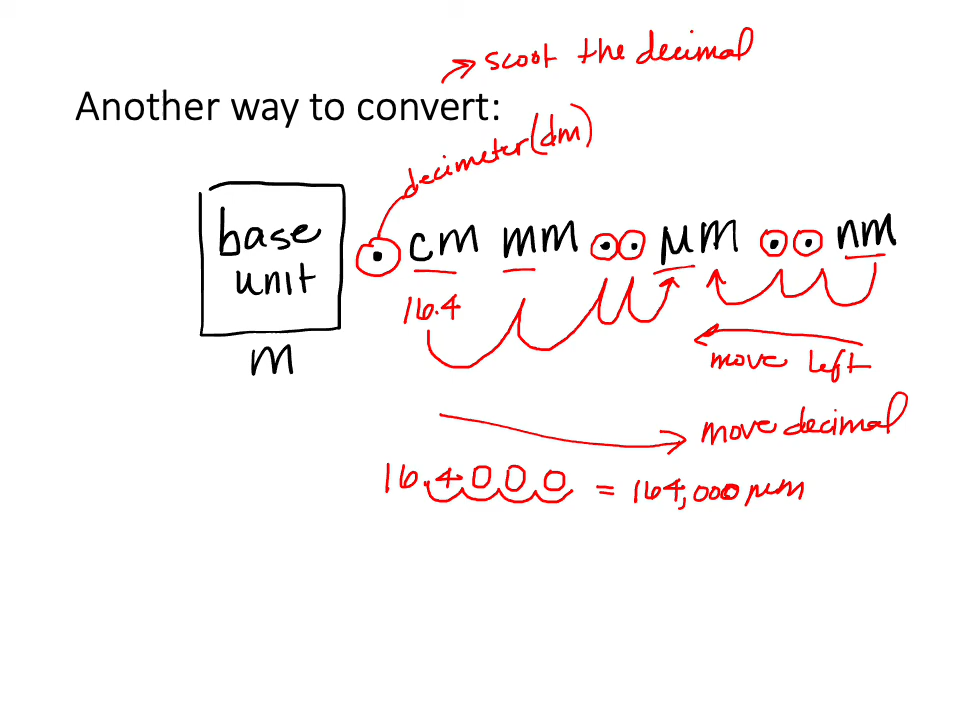 scoot the decimal
Another way to convert:
decimeter (dm)
base unit
• cm mm • • µm • • nm
16.4
m
move left
move decimal
16.4000 = 164,000 µm